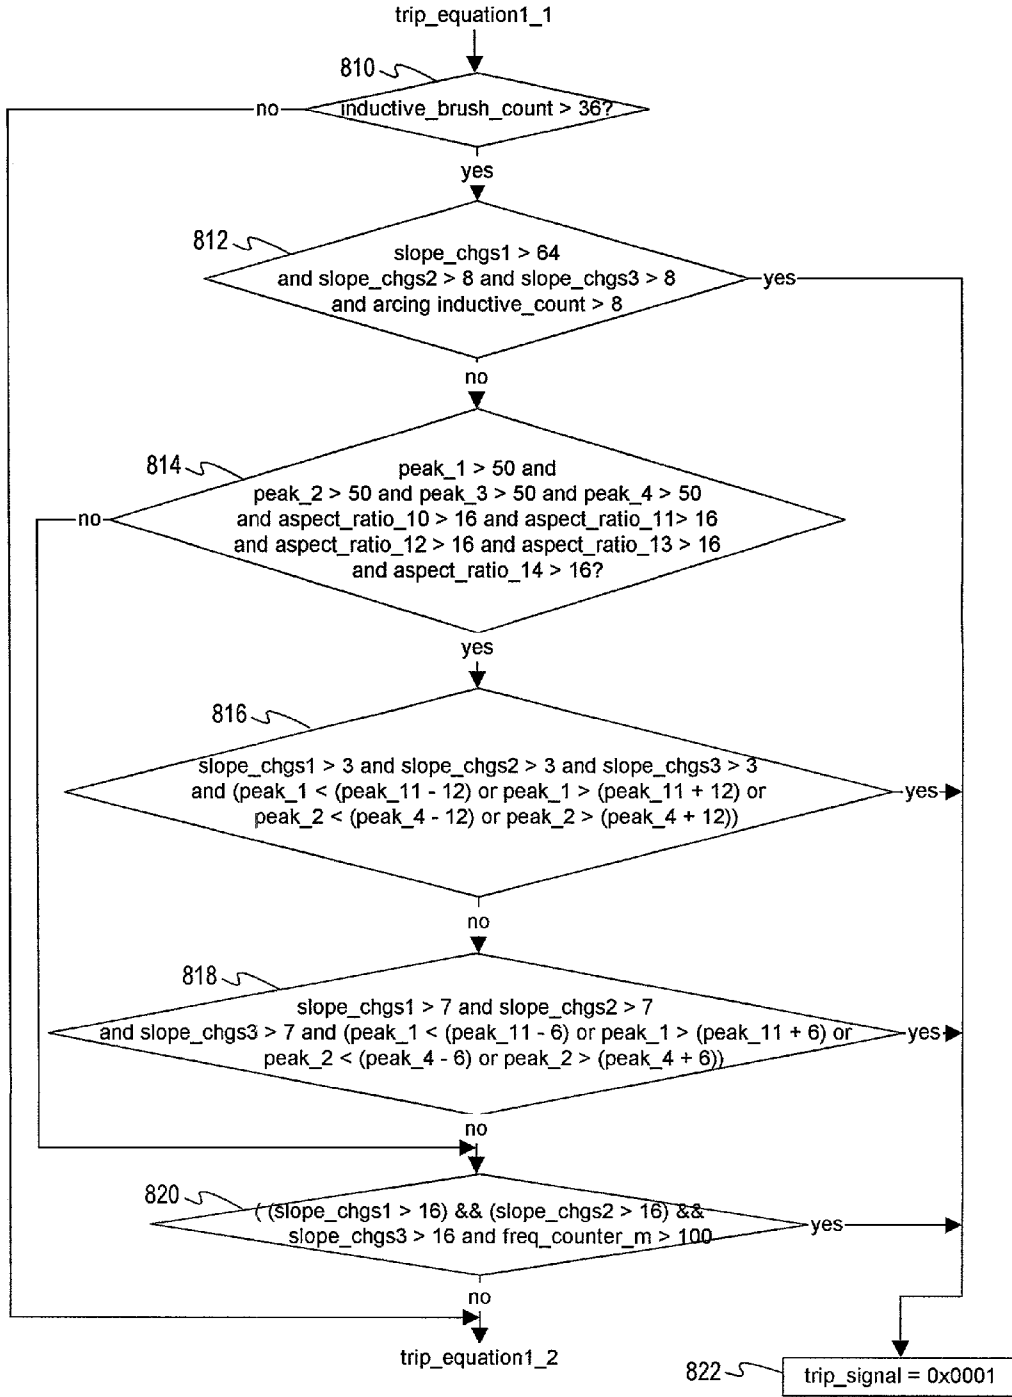 trip_equation1_1
810
no
inductive_brush_count > 36?
yes
812
slope_chgs1 > 64
and slope_chgs2 > 8 and slope_chgs3 > 8
and arcing inductive_count > 8
yes
no
814
peak_1 > 50 and
peak_2 > 50 and peak_3 > 50 and peak_4 > 50
and aspect_ratio_10 > 16 and aspect_ratio_11> 16
and aspect_ratio_12 > 16 and aspect_ratio_13 > 16
and aspect_ratio_14 > 16?
no
yes
816
slope_chgs1 > 3 and slope_chgs2 > 3 and slope_chgs3 > 3
and (peak_1 < (peak_11 - 12) or peak_1 > (peak_11 + 12) or
peak_2 < (peak_4 - 12) or peak_2 > (peak_4 + 12))
yes
no
818
slope_chgs1 > 7 and slope_chgs2 > 7
and slope_chgs3 > 7 and (peak_1 < (peak_11 - 6) or peak_1 > (peak_11 + 6) or
peak_2 < (peak_4 - 6) or peak_2 > (peak_4 + 6))
yes
no
820
( (slope_chgs1 > 16) && (slope_chgs2 > 16) &&
slope_chgs3 > 16 and freq_counter_m > 100
yes
no
trip_equation1_2
822
trip_signal = 0x0001